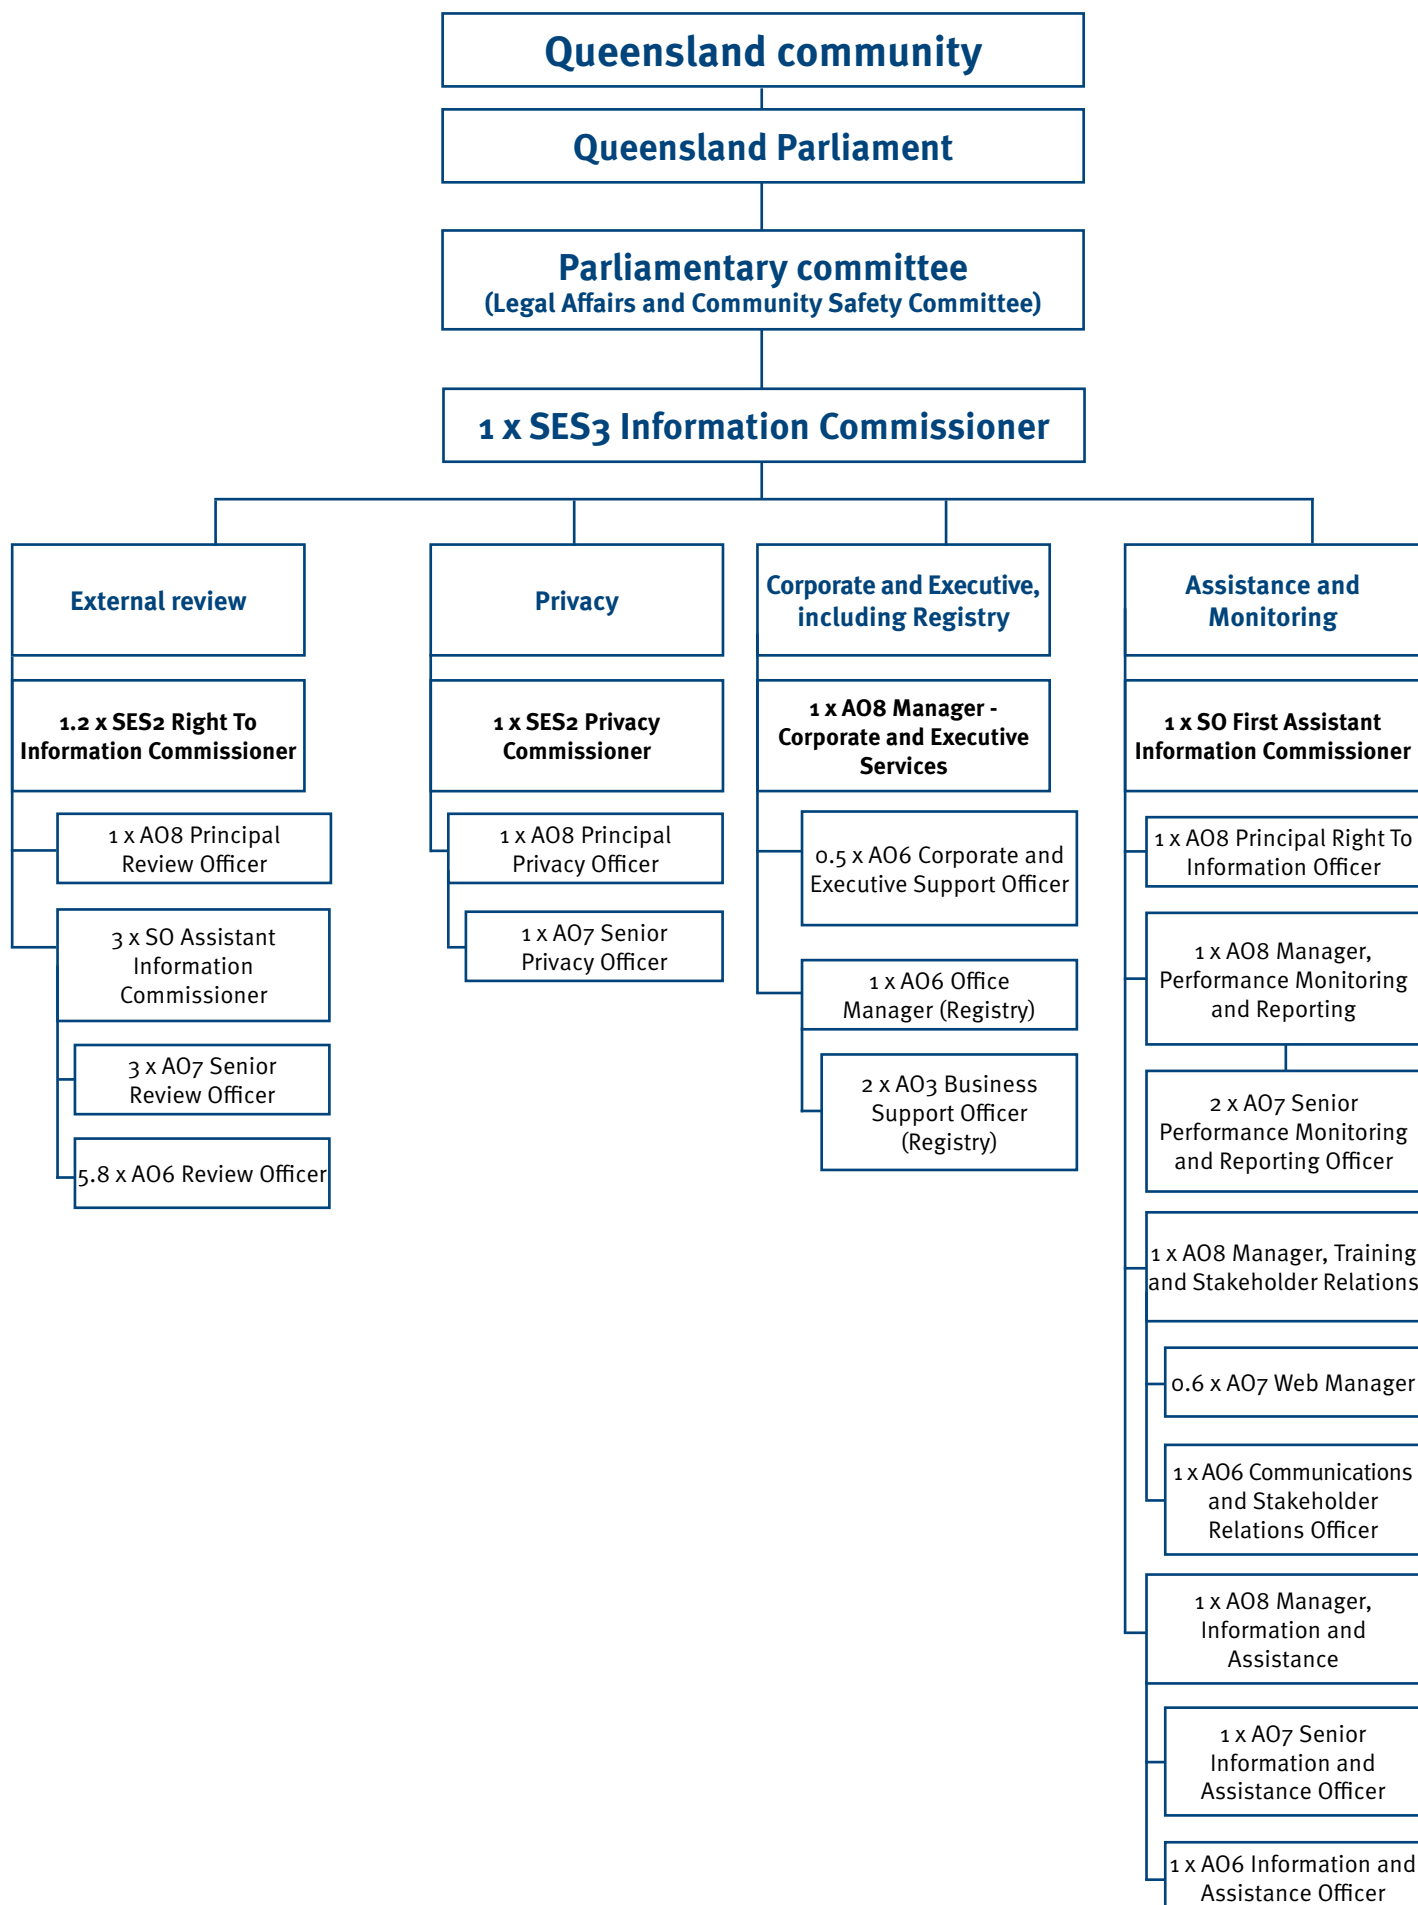 Queensland community
Queensland Parliament
Parliamentary committee
(Legal Affairs and Community Safety Committee)
1 x SES3 Information Commissioner
External review
1.2 x SES2 Right To
Information Commissioner
1 x AO8 Principal
Review Officer
3 x SO Assistant
Information
Commissioner
3 x AO7 Senior
Review Officer
5.8 x AO6 Review Officer
Privacy
1 x SES2 Privacy
Commissioner
1 x AO8 Principal
Privacy Officer
1 x AO7 Senior
Privacy Officer
Corporate and Executive,
including Registry
1 x AO8 Manager -
Corporate and Executive
Services
0.5 x AO6 Corporate and
Executive Support Officer
1 x AO6 Office
Manager (Registry)
2 x AO3 Business
Support Officer
(Registry)
Assistance and
Monitoring
1 x SO First Assistant
Information Commissioner
1 x AO8 Principal Right To
Information Officer
1 x AO8 Manager,
Performance Monitoring
and Reporting
2 x AO7 Senior
Performance Monitoring
and Reporting Officer
1 x AO8 Manager, Training
and Stakeholder Relations
0.6 x AO7 Web Manager
1 x AO6 Communications
and Stakeholder
Relations Officer
1 x AO8 Manager,
Information and
Assistance
1 x AO7 Senior
Information and
Assistance Officer
1 x AO6 Information and
Assistance Officer